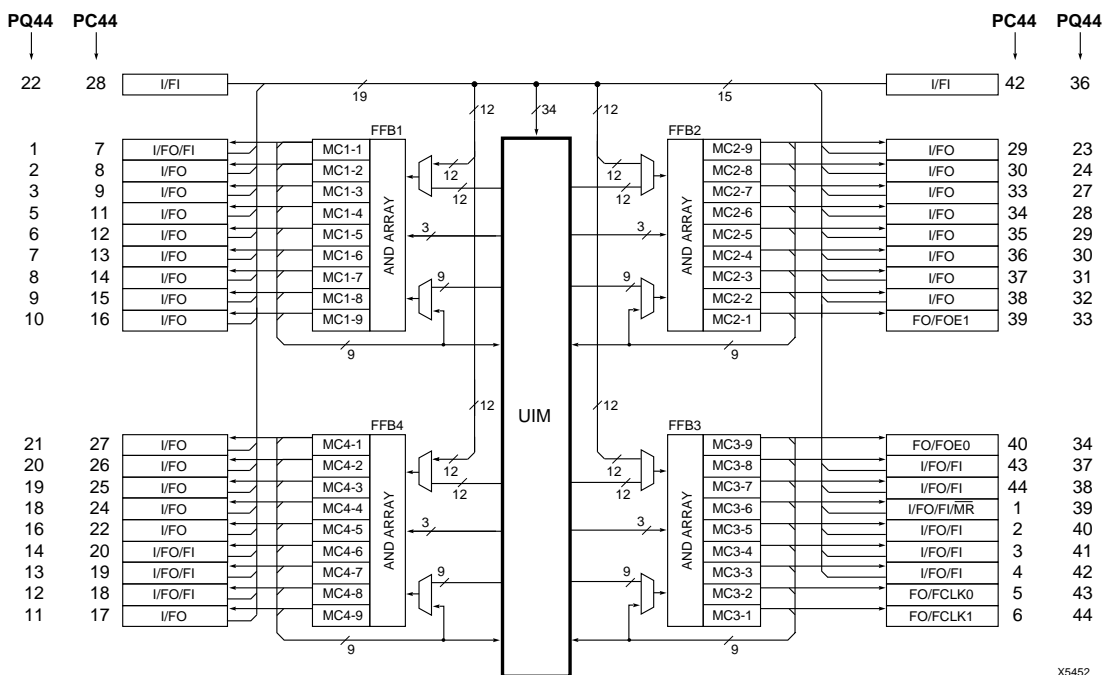 PQ44 PC44 PC44 PQ44
22 28 I/FI I/FI 42 36
19 15
12 34 12
FFB1 FFB2
1 7 I/FO/FI MC1-1 MC2-9 I/FO 29 23
2 8 I/FO MC1-2 12 12 MC2-8 I/FO 30 24
3 9 I/FO MC1-3 12 12 MC2-7 I/FO 33 27
5 11 I/FO MC1-4 MC2-6 I/FO 34 28
6 12 I/FO MC1-5 3 3 MC2-5 I/FO 35 29
7 13 I/FO MC1-6 MC2-4 I/FO 36 30
8 14 I/FO MC1-7 9 9 MC2-3 I/FO 37 31
9 15 I/FO MC1-8 MC2-2 I/FO 38 32
10 16 I/FO MC1-9 MC2-1 FO/FOE1 39 33
AND ARRAY AND ARRAY
9 9
12 12
UIM
FFB4 FFB3
21 27 I/FO MC4-1 MC3-9 FO/FOE0 40 34
20 26 I/FO MC4-2 12 12 MC3-8 I/FO/FI 43 37
19 25 I/FO MC4-3 12 12 MC3-7 I/FO/FI 44 38
18 24 I/FO MC4-4 MC3-6 I/FO/FI/MR 1 39
16 22 I/FO MC4-5 3 3 MC3-5 I/FO/FI 2 40
14 20 I/FO/FI MC4-6 MC3-4 I/FO/FI 3 41
13 19 I/FO/FI MC4-7 9 9 MC3-3 I/FO/FI 4 42
12 18 I/FO/FI MC4-8 MC3-2 FO/FCLK0 5 43
11 17 I/FO MC4-9 MC3-1 FO/FCLK1 6 44
AND ARRAY AND ARRAY
9 9
X5452